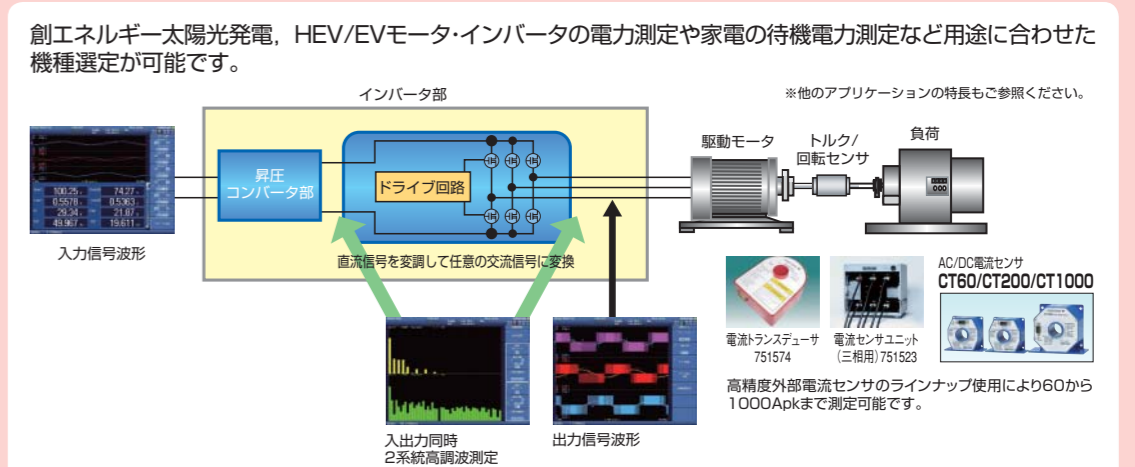 創エネルギー太陽光発電，HEV/EVモータ・インバータの電力測定や家電の待機電力測定など用途に合わせた
機種選定が可能です。
※他のアプリケーションの特長もご参照ください。
インバータ部
昇圧
コンバータ部
ドライブ回路
直流信号を変調して任意の交流信号に変換
駆動モータ
トルク/
回転センサ
負荷
100.25
74.27
0.5578
0.5363
29.34
21.87
49.967
19.611
入力信号波形
入出力同時
2系統高調波測定
出力信号波形
電流トランスデューサ
751574
電流センサユニット
（三相用）751523
AC/DC電流センサ
CT60/CT200/CT1000
高精度外部電流センサのラインナップ使用により60から
1000Apkまで測定可能です。